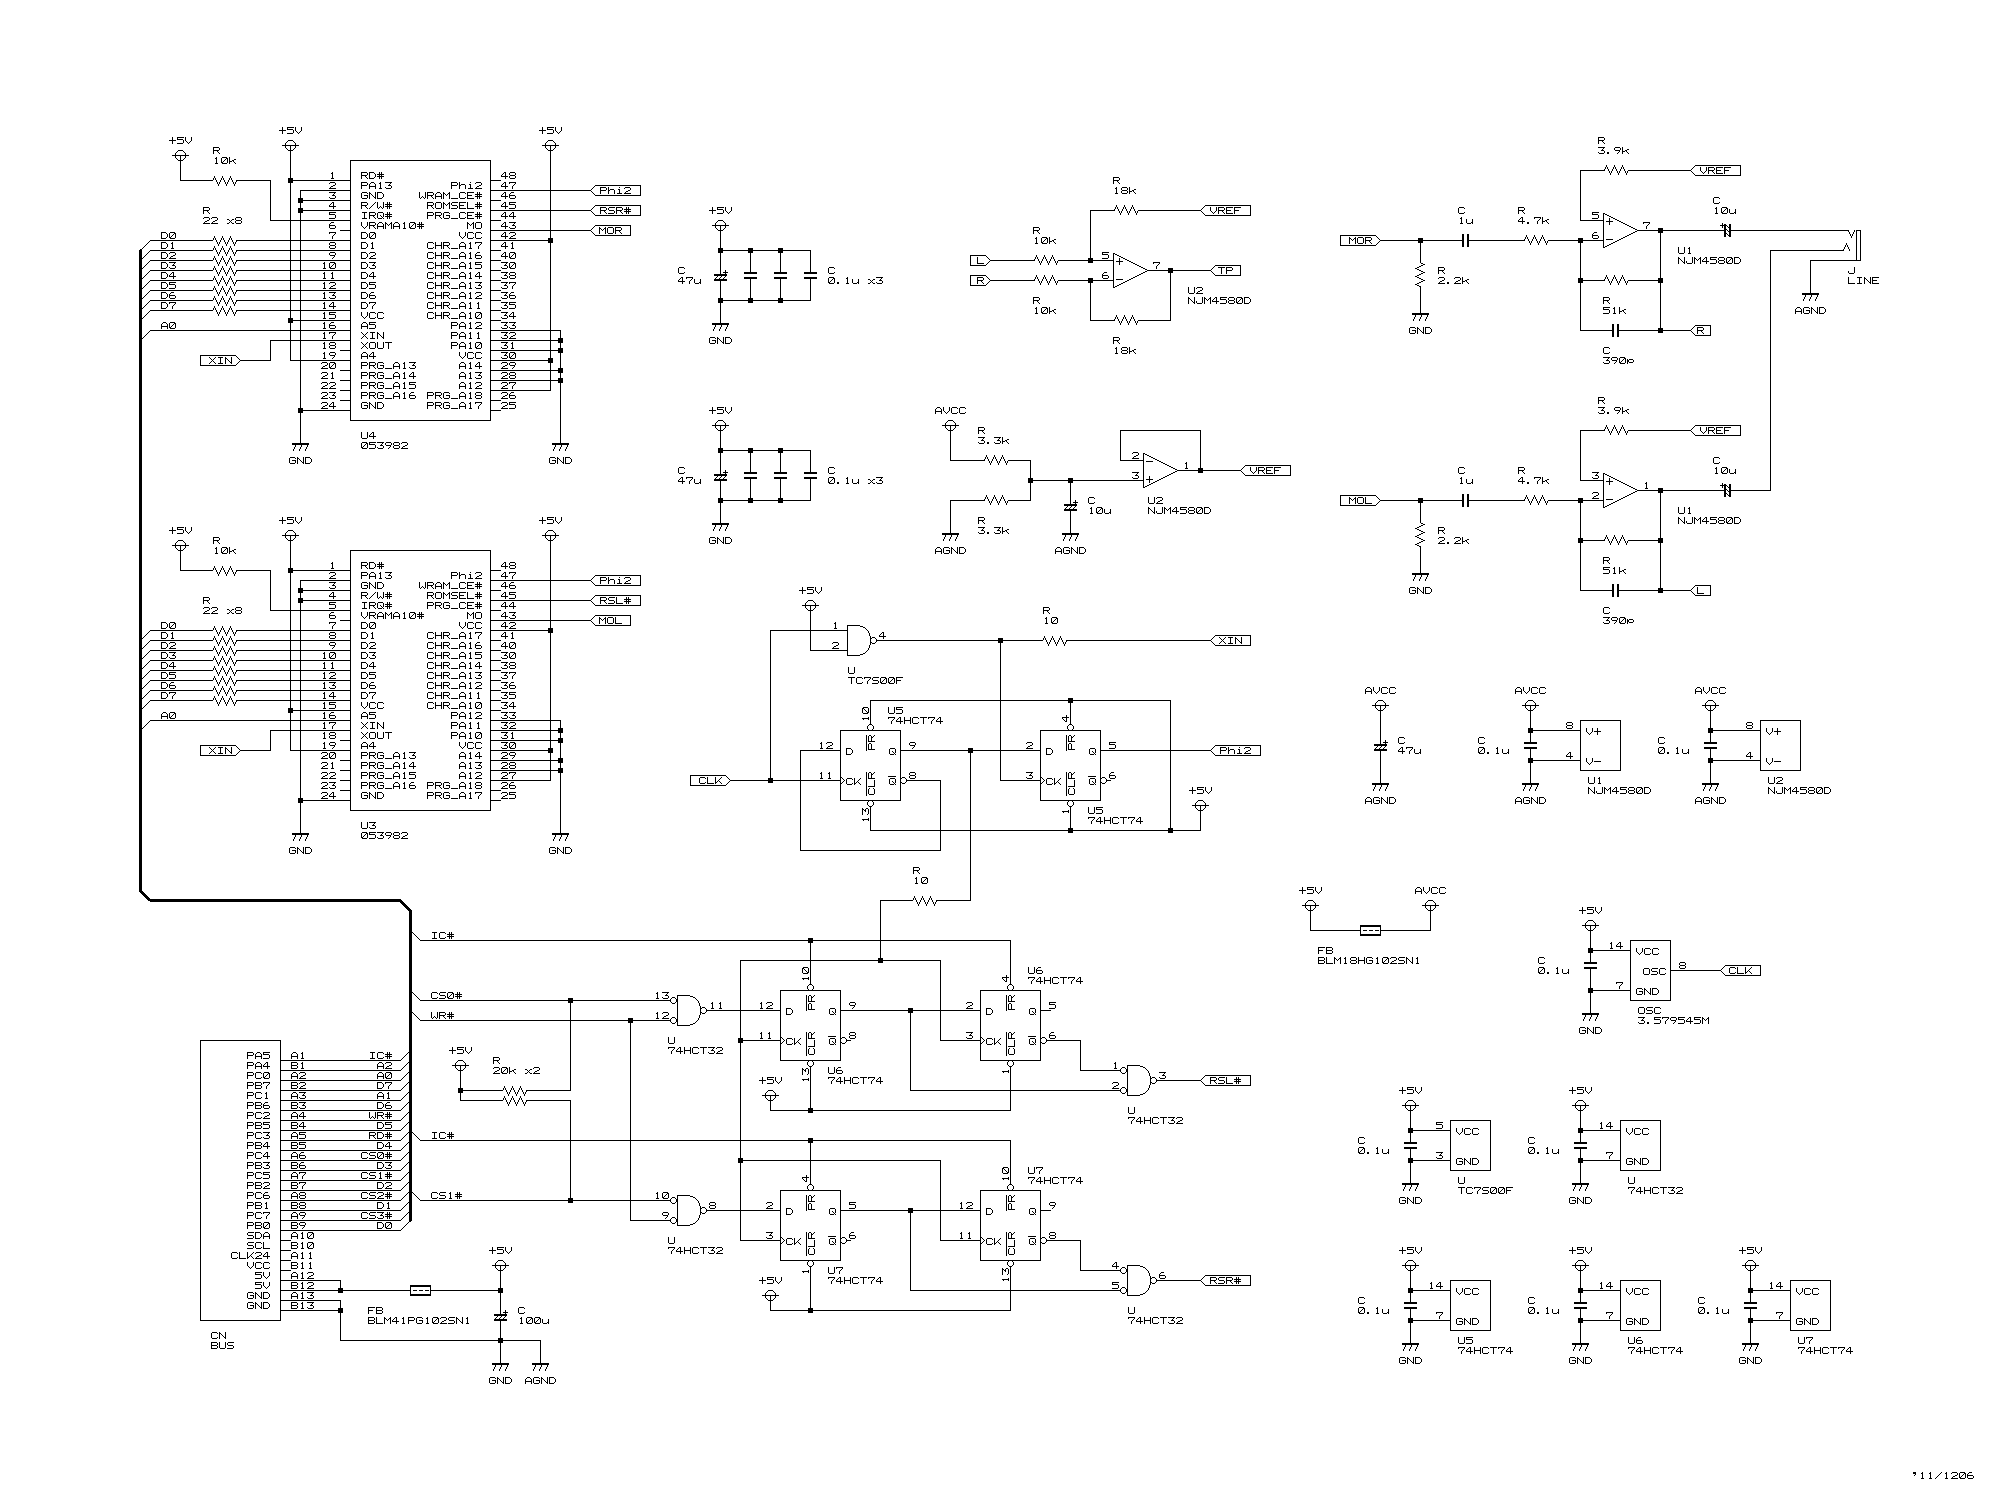 +5V
R
10k
+5V
+5V
R
22 x8
D0
D1
D2
D3
D4
D5
D6
D7
A0
XIN
1
2
3
4
5
6
7
8
9
10
11
12
13
14
15
16
17
18
19
20
21
22
23
24
RD#
PA13
GND
R/W#
IRQ#
VRAMA10#
D0
D1
D2
D3
D4
D5
D6
D7
VCC
A5
XIN
XOUT
A4
PRG_A13
PRG_A14
PRG_A15
PRG_A16
GND
Phi2
WRAM_CE#
ROMSEL#
PRG_CE#
MO
VCC
CHR_A17
CHR_A16
CHR_A15
CHR_A14
CHR_A13
CHR_A12
CHR_A11
CHR_A10
PA12
PA11
PA10
VCC
A14
A13
A12
PRG_A18
PRG_A17
48
47
46
45
44
43
42
41
40
30
38
37
36
35
34
33
32
31
30
29
28
27
26
25
Phi2
RSR#
MOR
U4
053982
GND
GND
+5V
R
10k
+5V
+5V
R
22 x8
D0
D1
D2
D3
D4
D5
D6
D7
A0
XIN
1
2
3
4
5
6
7
8
9
10
11
12
13
14
15
16
17
18
19
20
21
22
23
24
RD#
PA13
GND
R/W#
IRQ#
VRAMA10#
D0
D1
D2
D3
D4
D5
D6
D7
VCC
A5
XIN
XOUT
A4
PRG_A13
PRG_A14
PRG_A15
PRG_A16
GND
Phi2
WRAM_CE#
ROMSEL#
PRG_CE#
MO
VCC
CHR_A17
CHR_A16
CHR_A15
CHR_A14
CHR_A13
CHR_A12
CHR_A11
CHR_A10
PA12
PA11
PA10
VCC
A14
A13
A12
PRG_A18
PRG_A17
48
47
46
45
44
43
42
41
40
30
38
37
36
35
34
33
32
31
30
29
28
27
26
25
Phi2
RSL#
MOL
U3
053982
GND
GND
+5V
C
47u
C
0.1u x3
GND
+5V
C
47u
C
0.1u x3
GND
R
18k
VREF
L
R
10k
R
R
10k
5
6
7
TP
U2
NJM4580D
R
18k
AVCC
R
3.3k
R
3.3k
AGND
C
10u
AGND
2
3
1
VREF
U2
NJM4580D
R
3.9k
VREF
MOR
C
1u
R
4.7k
R
2.2k
GND
5
6
7
U1
NJM4580D
R
51k
C
390p
R
C
10u
J
LINE
AGND
R
3.9k
VREF
MOL
C
1u
R
4.7k
R
2.2k
GND
3
2
1
U1
NJM4580D
R
51k
C
390p
L
C
10u
+5V
1
2
4
U
TC7S00F
R
10
XIN
CLK
U5
74HCT74
10
12
11
13
D
PR
Q
CK
CLR
Q
9
8
4
2
3
1
D
PR
Q
CK
CLR
Q
5
6
U5
74HCT74
Phi2
+5V
R
10
AVCC
C
47u
AGND
AVCC
C
0.1u
8
4
V+
V-
U1
NJM4580D
AGND
AVCC
C
0.1u
8
4
V+
V-
U2
NJM4580D
AGND
+5V
AVCC
FB
BLM18HG102SN1
+5V
C
0.1u
14
7
VCC
OSC
GND
8
CLK
OSC
3.579545M
GND
IC#
CS0#
WR#
+5V
R
20k x2
IC#
CS1#
13
12
11
U
74HCT32
10
12
11
13
D
PR
Q
CK
CLR
Q
9
8
U6
74HCT74
+5V
U6
74HCT74
4
2
3
1
D
PR
Q
CK
CLR
Q
5
6
1
2
3
RSL#
U
74HCT32
10
9
8
U
74HCT32
4
2
3
1
D
PR
Q
CK
CLR
Q
5
6
U7
74HCT74
+5V
U7
74HCT74
10
12
11
13
D
PR
Q
CK
CLR
Q
9
8
4
5
6
RSR#
U
74HCT32
PA5 A1 IC#
PA4 B1 A2
PC0 A2 A0
PB7 B2 D7
PC1 A3 A1
PB6 B3 D6
PC2 A4 WR#
PB5 B4 D5
PC3 A5 RD#
PB4 B5 D4
PC4 A6 CS0#
PB3 B6 D3
PC5 A7 CS1#
PB2 B7 D2
PC6 A8 CS2#
PB1 B8 D1
PC7 A9 CS3#
PB0 B9 D0
SDA A10
SCL B10
CLK24 A11
VCC B11
5V A12
5V B12
GND A13
GND B13
CN
BUS
FB
BLM41PG102SN1
+5V
C
100u
GND
AGND
+5V
C
0.1u
5
3
VCC
GND
U
TC7S00F
GND
+5V
C
0.1u
14
7
VCC
GND
U
74HCT32
GND
+5V
C
0.1u
14
7
VCC
GND
U5
74HCT74
GND
+5V
C
0.1u
14
7
VCC
GND
U6
74HCT74
GND
+5V
C
0.1u
14
7
VCC
GND
U7
74HCT74
GND
'11/1206